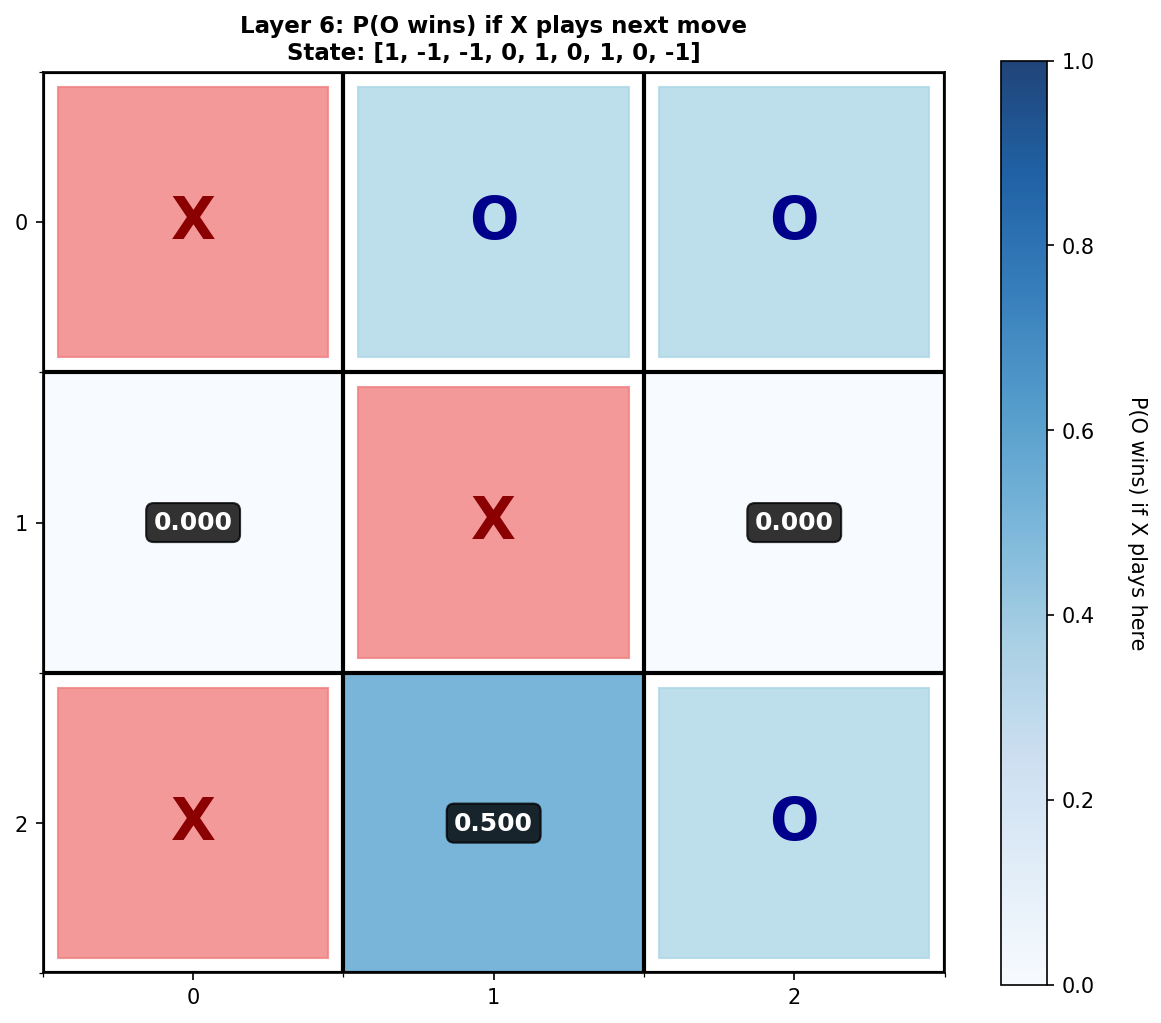 Layer 6: P(O wins) if X plays next move
State: [1, -1, -1, 0, 1, 0, 1, 0, -1]
1.0
0.8
0.6
0.4
0.2
0.0
P(O wins) if X plays here
0
X
O
O
1
0.000
X
0.000
2
X
0.500
O
0
1
2